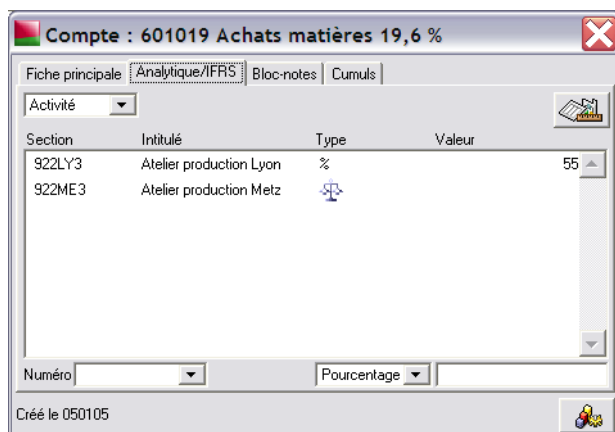 Compte : 601019 Achats matières 19,6 %
Fiche principale Analytique/IFRS Bloc-notes Cumuls
Activité
Section Intitulé Type Valeur
922LY3 Atelier production Lyon % 55
922ME3 Atelier production Metz
Numéro Pourcentage
Créé le 050105